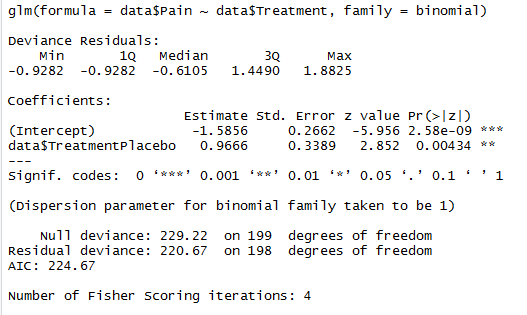 glm(formula = data$Pain ~ data$Treatment, family = binomial)
Deviance Residuals:
Min 1Q Median 3Q Max
-0.9282 -0.9282 -0.6105 1.4490 1.8825
Coefficients:
Estimate Std. Error z value Pr(>|z|)
(Intercept) -1.5856 0.2662 -5.956 2.58e-09 ***
data$TreatmentPlacebo 0.9666 0.3389 2.852 0.00434 **
---
Signif. codes: 0 ‘***’ 0.001 ‘**’ 0.01 ‘*’ 0.05 ‘.’ 0.1 ‘ ’ 1
(Dispersion parameter for binomial family taken to be 1)
Null deviance: 229.22 on 199 degrees of freedom
Residual deviance: 220.67 on 198 degrees of freedom
AIC: 224.67
Number of Fisher Scoring iterations: 4